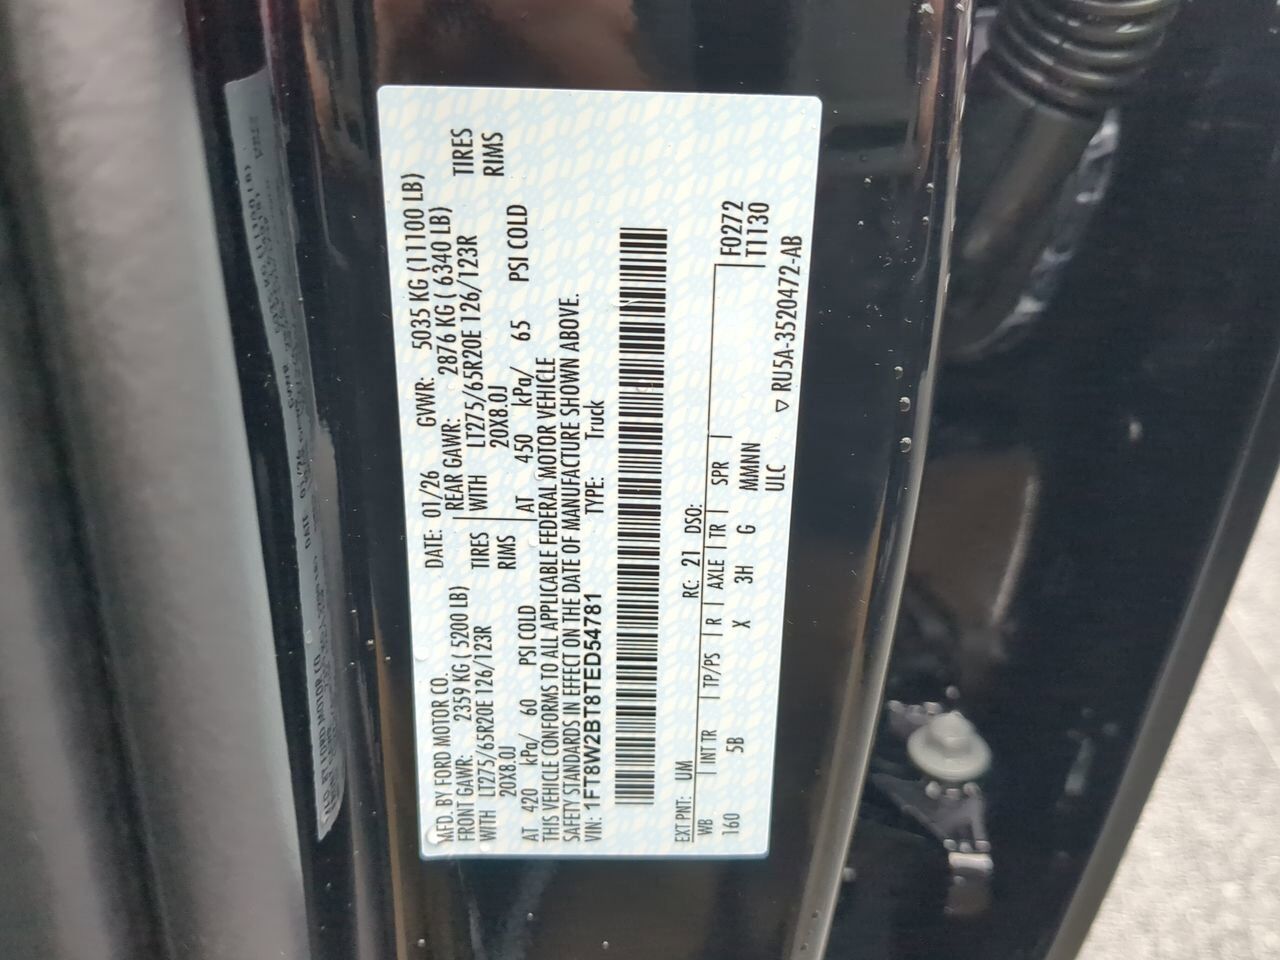 MFD. BY FORD MOTOR CO.
DATE: 01/26 GVWR: 5035 KG (11100 LB)
FRONT GAWR: 2359 KG ( 5200 LB)
REAR GAWR: 2876 KG ( 6340 LB)
WITH LT275/65R20E 126/123R TIRES
WITH LT275/65R20E 126/123R TIRES
20X8.0J RIMS
20X8.0J RIMS
AT 420 kPa/ 60 PSI COLD
AT 450 kPa/ 65 PSI COLD
THIS VEHICLE CONFORMS TO ALL APPLICABLE FEDERAL MOTOR VEHICLE
SAFETY STANDARDS IN EFFECT ON THE DATE OF MANUFACTURE SHOWN ABOVE.
VIN: 1FT8W2BT8TED54781 TYPE: Truck
EXT PNT: UM RC: 21 DSO: F0272
WB INT TR TP/PS R AXLE TR SPR T1130
160 5B X 3H G MMNN
ULC ▽ RU5A-3520472-AB